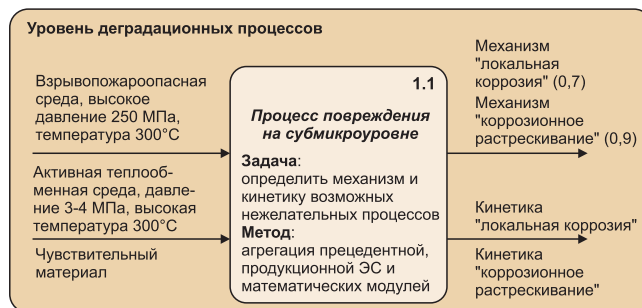 Уровень деградационных процессов
Взрывопожароопасная
среда, высокое
давление 250 МПа,
температура 300°С
Активная теплооб-
менная среда, давле-
ние 3-4 МПа, высокая
температура 300°С
Чувствительный
материал
1.1
Процесс повреждения
на субмикроуровне
Задача:
определить механизм и
кинетику возможных
нежелательных процессов
Метод:
агрегация прецедентной,
продукционной ЭС и
математических модулей
Механизм
"локальная
коррозия" (0,7)
Механизм
"коррозионное
растрескивание" (0,9)
Кинетика
"локальная коррозия"
Кинетика
"коррозионное
растрескивание"